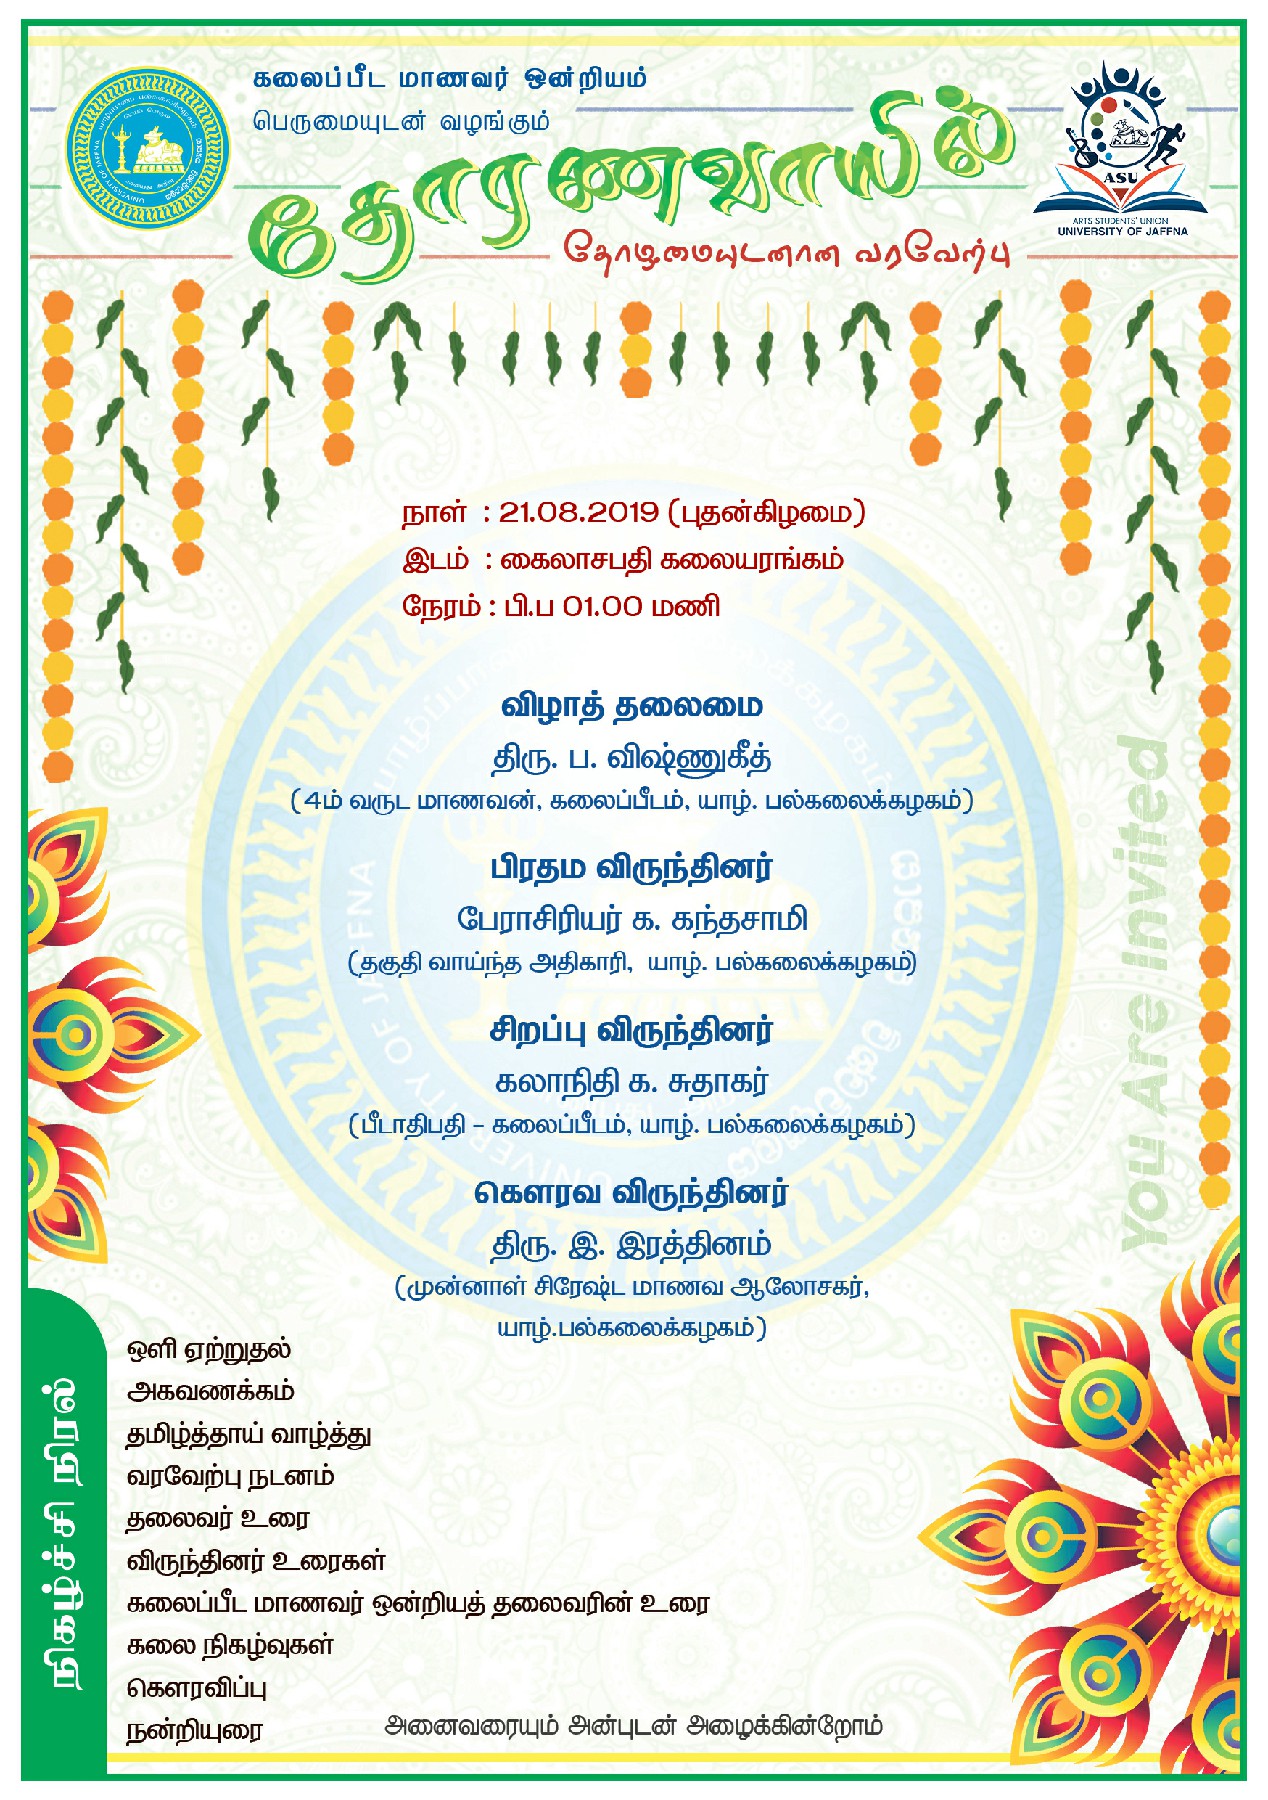 கலைப்பீட மாணவர் ஒன்றியம்
பெருமையுடன் வழங்கும்
தோரணவாயில்
தோழமையுடனான வரவேற்பு
ASU
ARTS STUDENTS' UNION
UNIVERSITY OF JAFFNA
நாள் : 21.08.2019 (புதன்கிழமை)
இடம் : கைலாசபதி கலையரங்கம்
நேரம் : பி.ப 01.00 மணி
விழாத் தலைமை
திரு. ப. விஷ்ணுகீத்
(4ம் வருட மாணவன், கலைப்பீடம், யாழ். பல்கலைக்கழகம்)
பிரதம விருந்தினர்
பேராசிரியர் க. கந்தசாமி
(தகுதி வாய்ந்த அதிகாரி, யாழ். பல்கலைக்கழகம்)
சிறப்பு விருந்தினர்
கலாநிதி க. சுதாகர்
(பீடாதிபதி – கலைப்பீடம், யாழ். பல்கலைக்கழகம்)
கௌரவ விருந்தினர்
திரு. இ. இரத்தினம்
(முன்னாள் சிரேஷ்ட மாணவ ஆலோசகர்,
யாழ்.பல்கலைக்கழகம்)
You Are Invited
நிகழ்ச்சி நிரல்
ஒளி ஏற்றுதல்
அகவணக்கம்
தமிழ்த்தாய் வாழ்த்து
வரவேற்பு நடனம்
தலைவர் உரை
விருந்தினர் உரைகள்
கலைப்பீட மாணவர் ஒன்றியத் தலைவரின் உரை
கலை நிகழ்வுகள்
கௌரவிப்பு
நன்றியுரை
அனைவரையும் அன்புடன் அழைக்கின்றோம்